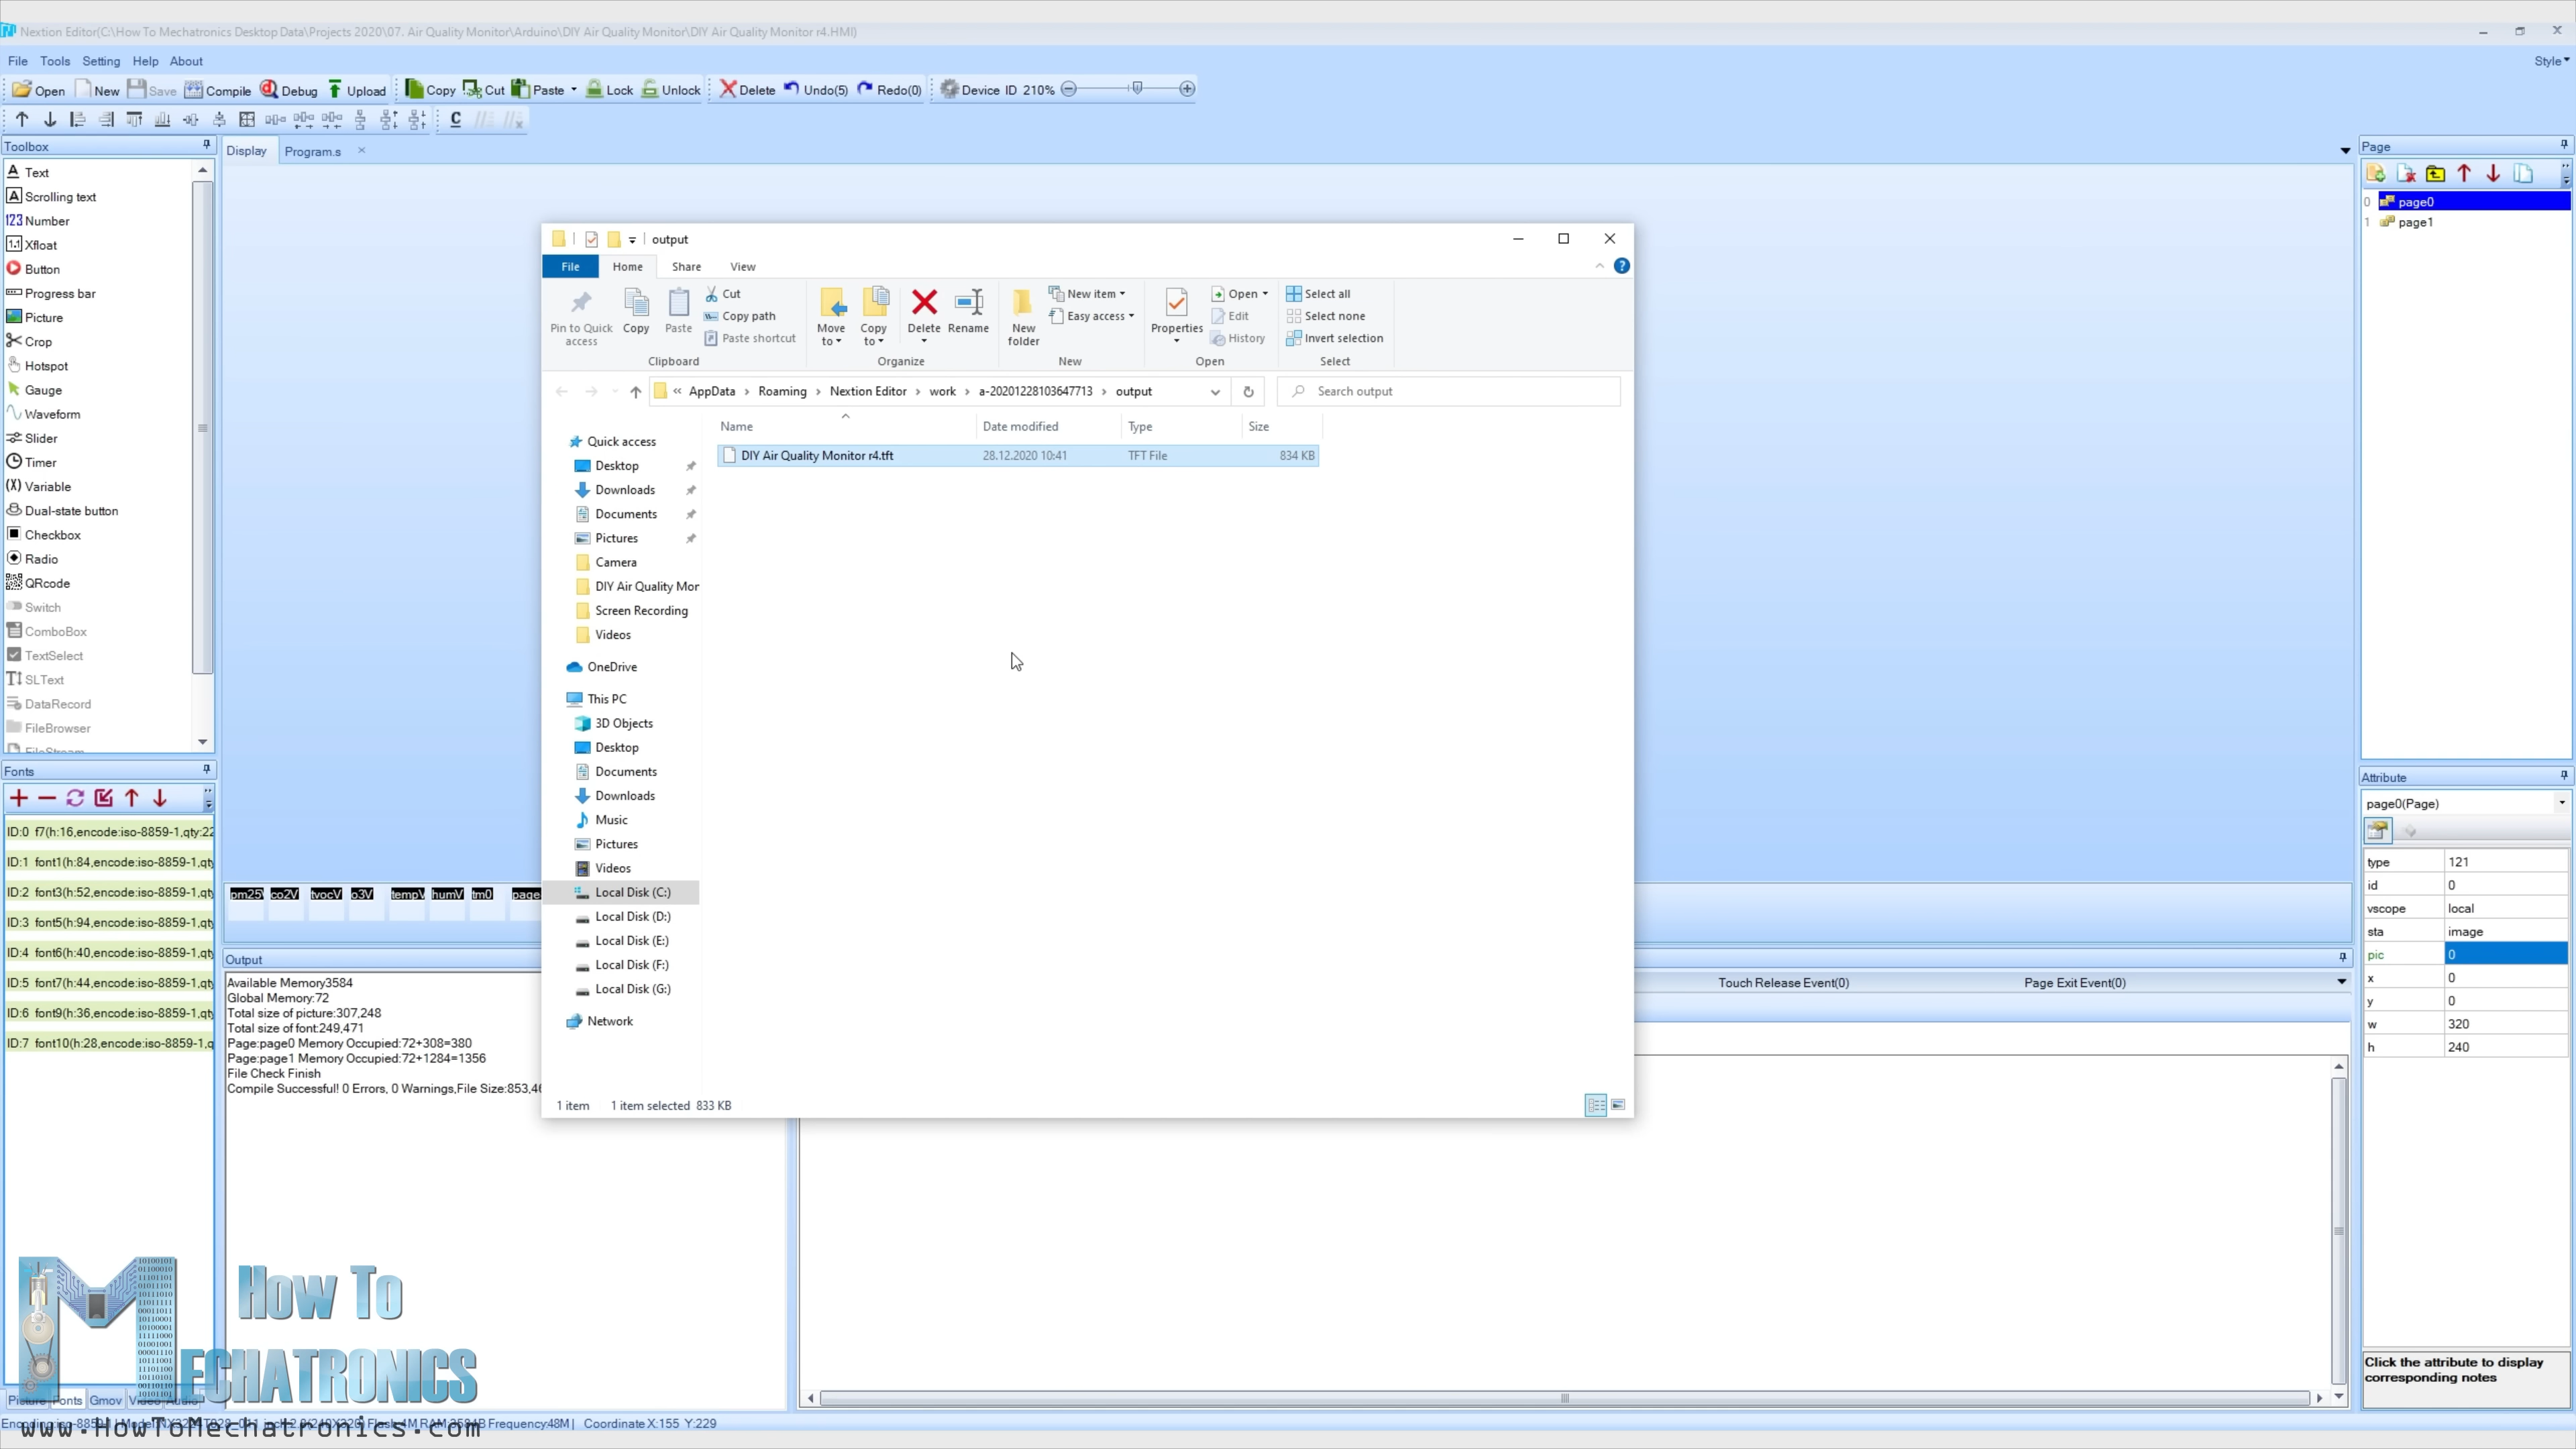 Nextion Editor(C:\How To Mechatronics Desktop Data\Projects 2020\07. Air Quality Monitor\Arduino\DIY Air Quality Monitor\DIY Air Quality Monitor r4.HMI)
File Tools Setting Help About Style
Open New Save Compile Debug Upload Copy Cut Paste Lock Unlock Delete Undo(5) Redo(0) Device ID 210%
Toolbox
Display Program.s
Text
Scrolling text
Number
Xfloat
Button
Progress bar
Picture
Crop
Hotspot
Gauge
Waveform
Slider
Timer
Variable
Dual-state button
Checkbox
Radio
QRcode
Switch
ComboBox
TextSelect
SLText
DataRecord
FileBrowser
FileStream
Fonts
ID:0 f7(h:16,encode:iso-8859-1,qty:22
ID:1 font1(h:84,encode:iso-8859-1,qty
ID:2 font3(h:52,encode:iso-8859-1,qty
ID:3 font5(h:94,encode:iso-8859-1,qty
ID:4 font6(h:40,encode:iso-8859-1,qty
ID:5 font7(h:44,encode:iso-8859-1,qty
ID:6 font9(h:36,encode:iso-8859-1,qty
ID:7 font10(h:28,encode:iso-8859-1,q
output
File Home Share View
Pin to Quick access
Copy
Paste
Cut
Copy path
Paste shortcut
Clipboard
Move to
Copy to
Delete
Rename
Organize
New folder
New item
Easy access
New
Properties
Open
Edit
History
Open
Select all
Select none
Invert selection
Select
« AppData › Roaming › Nextion Editor › work › a-20201228103647713 › output
Search output
Name Date modified Type Size
DIY Air Quality Monitor r4.tft 28.12.2020 10:41 TFT File 834 KB
Quick access
Desktop
Downloads
Documents
Pictures
Camera
DIY Air Quality Mor
Screen Recording
Videos
OneDrive
This PC
3D Objects
Desktop
Documents
Downloads
Music
Pictures
Videos
Local Disk (C:)
Local Disk (D:)
Local Disk (E:)
Local Disk (F:)
Local Disk (G:)
Network
1 item 1 item selected 833 KB
pm25V co2V tvocV o3V tempV humV tm0 page
Output
Available Memory3584
Global Memory:72
Total size of picture:307,248
Total size of font:249,471
Page:page0 Memory Occupied:72+308=380
Page:page1 Memory Occupied:72+1284=1356
File Check Finish
Compile Successful! 0 Errors, 0 Warnings,File Size:853,46
Touch Release Event(0) Page Exit Event(0)
Page
0 page0
1 page1
Attribute
page0(Page)
type 121
id 0
vscope local
sta image
pic 0
x 0
y 0
w 320
h 240
Click the attribute to display
corresponding notes
How To
MECHATRONICS
Picture Fonts Gmov Video Audio
Frequency:48M | Coordinate X:155 Y:229
www.HowToMechatronics.com